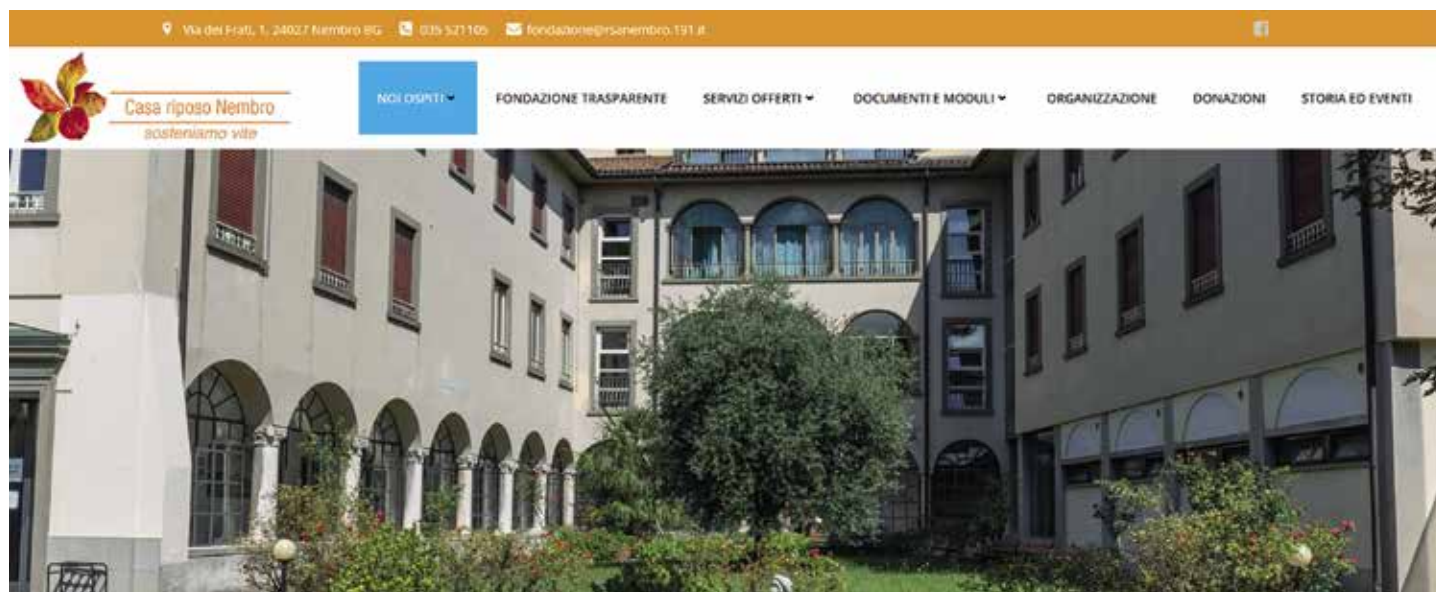 Via dei Frati, 1, 24027 Nembro BG 035 521105 fondazione@rsanembro.191.it
Casa riposo Nembro
sosteniamo vite
NOI OSPITI FONDAZIONE TRASPARENTE SERVIZI OFFERTI DOCUMENTI E MODULI ORGANIZZAZIONE DONAZIONI STORIA ED EVENTI